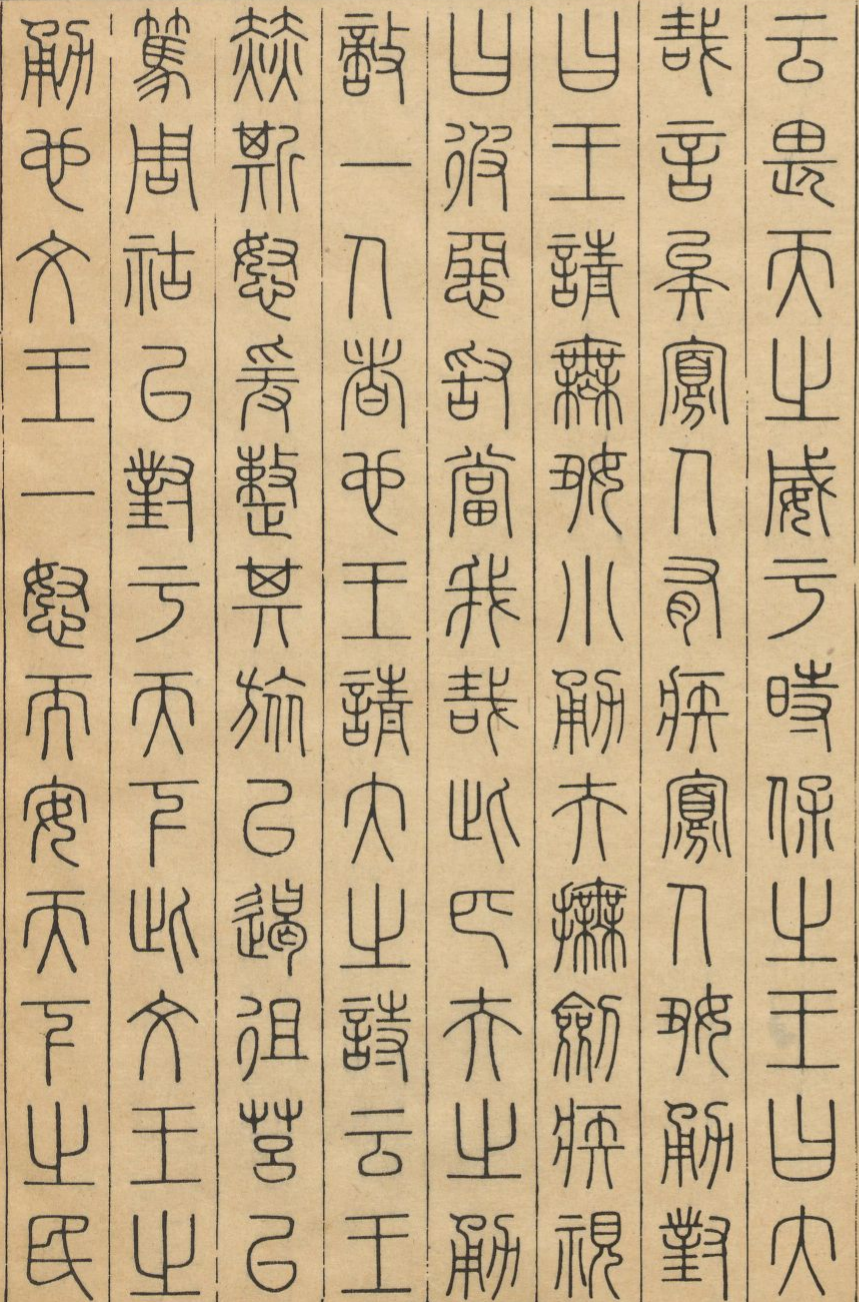 云畏天之威于時保之王曰大
哉言矣寡人有疾寡人好勇對
曰王請無好小勇夫撫劍疾視
曰彼惡敢當我哉此匹夫之勇
敵一人者也王請大之詩云王
赫斯怒爰整其旅以遏徂莒以
篤周祜以對于天下此文王之
勇也文王一怒而安天下之民